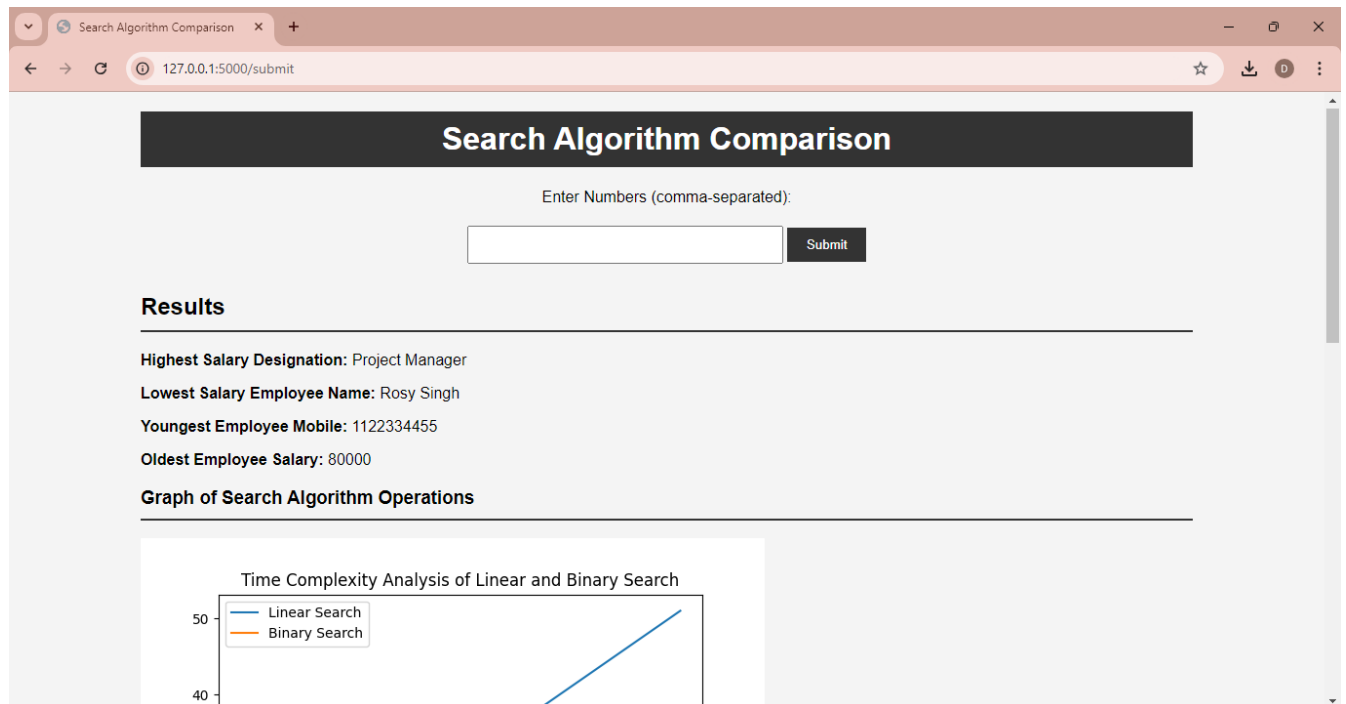 Search Algorithm Comparison
127.0.0.1:5000/submit
D
Search Algorithm Comparison
Enter Numbers (comma-separated):
Submit
Results
Highest Salary Designation: Project Manager
Lowest Salary Employee Name: Rosy Singh
Youngest Employee Mobile: 1122334455
Oldest Employee Salary: 80000
Graph of Search Algorithm Operations
Time Complexity Analysis of Linear and Binary Search
50
Linear Search
Binary Search
40